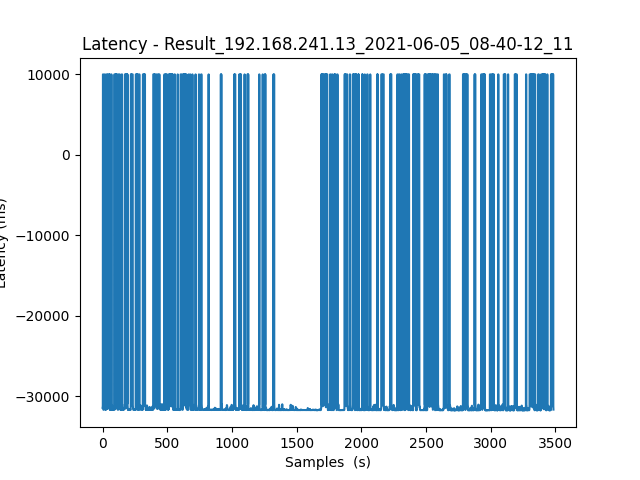 Latency - Result_192.168.241.13_2021-06-05_08-40-12_11
10000
0
−10000
−20000
−30000
Latency (ms)
0 500 1000 1500 2000 2500 3000 3500
Samples  (s)